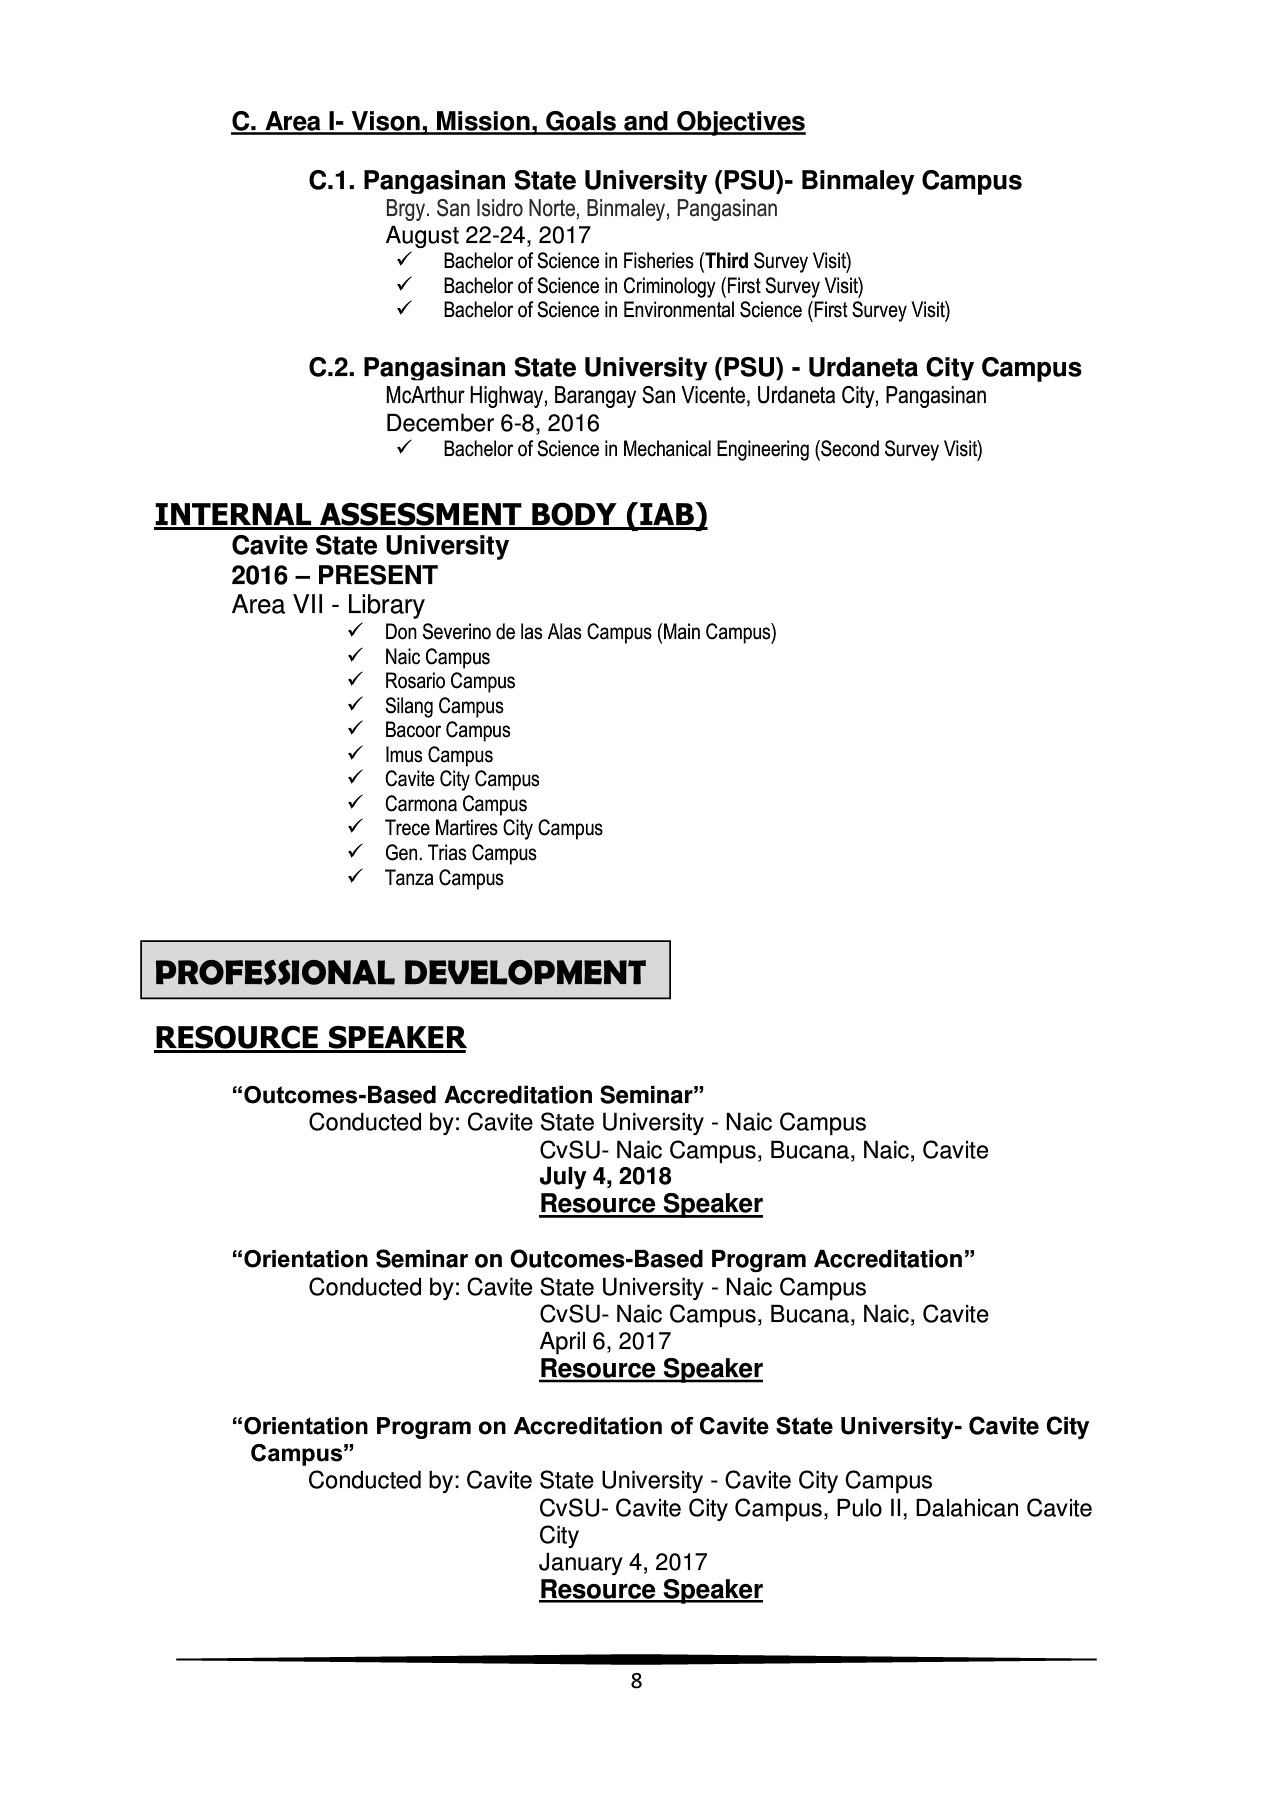 C. Area I- Vison, Mission, Goals and Objectives
C.1. Pangasinan State University (PSU)- Binmaley Campus
Brgy. San Isidro Norte, Binmaley, Pangasinan
August 22-24, 2017
✓ Bachelor of Science in Fisheries (Third Survey Visit)
✓ Bachelor of Science in Criminology (First Survey Visit)
✓ Bachelor of Science in Environmental Science (First Survey Visit)
C.2. Pangasinan State University (PSU) - Urdaneta City Campus
McArthur Highway, Barangay San Vicente, Urdaneta City, Pangasinan
December 6-8, 2016
✓ Bachelor of Science in Mechanical Engineering (Second Survey Visit)
INTERNAL ASSESSMENT BODY (IAB)
Cavite State University
2016 – PRESENT
Area VII - Library
✓ Don Severino de las Alas Campus (Main Campus)
✓ Naic Campus
✓ Rosario Campus
✓ Silang Campus
✓ Bacoor Campus
✓ Imus Campus
✓ Cavite City Campus
✓ Carmona Campus
✓ Trece Martires City Campus
✓ Gen. Trias Campus
✓ Tanza Campus
PROFESSIONAL DEVELOPMENT
RESOURCE SPEAKER
“Outcomes-Based Accreditation Seminar”
Conducted by: Cavite State University - Naic Campus
CvSU- Naic Campus, Bucana, Naic, Cavite
July 4, 2018
Resource Speaker
“Orientation Seminar on Outcomes-Based Program Accreditation”
Conducted by: Cavite State University - Naic Campus
CvSU- Naic Campus, Bucana, Naic, Cavite
April 6, 2017
Resource Speaker
“Orientation Program on Accreditation of Cavite State University- Cavite City
Campus”
Conducted by: Cavite State University - Cavite City Campus
CvSU- Cavite City Campus, Pulo II, Dalahican Cavite
City
January 4, 2017
Resource Speaker
8